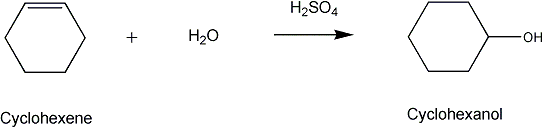 H₂SO₄
+ H₂O
OH
Cyclohexene
Cyclohexanol